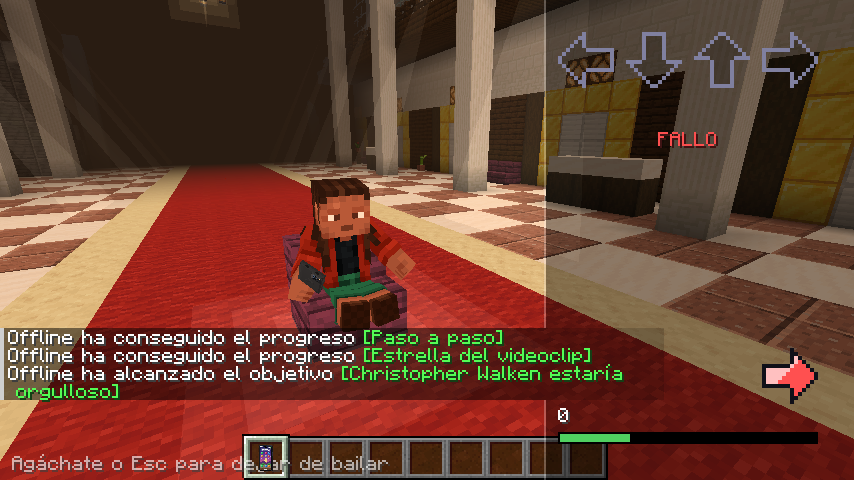 FALLO
Offline ha conseguido el progreso [Paso a paso]
Offline ha conseguido el progreso [Estrella del videoclip]
Offline ha alcanzado el objetivo [Christopher Walken estaría
orgulloso]
0
Agáchate o Esc para dejar de bailar